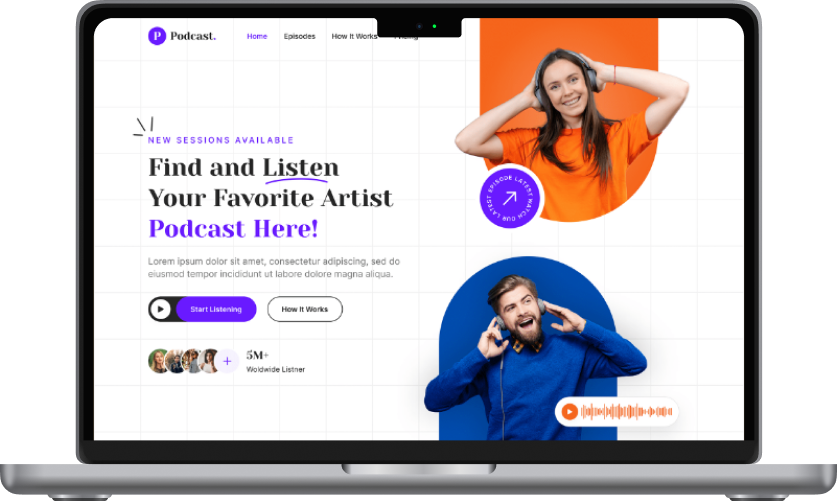 P Podcast.
Home Episodes How It Works
NEW SESSIONS AVAILABLE
Find and Listen
Your Favorite Artist
Podcast Here!
Lorem ipsum dolor sit amet, consectetur adipiscing, sed do
eiusmod tempor incididunt ut labore dolore magna aliqua.
Start Listening How It Works
5M+
Woldwide Listner
WATCH OUR LATEST EPISODE LATEST